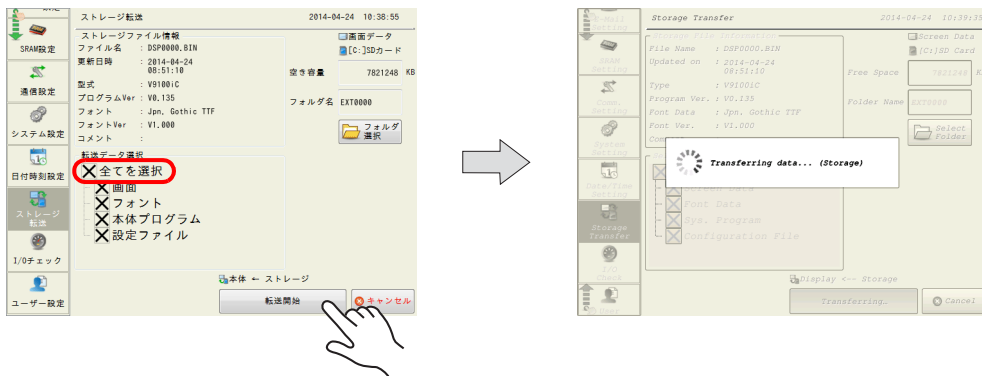 ストレージ転送 2014-04-24 10:38:55
SRAM設定
通信設定
システム設定
日付時刻設定
ストレージ
転送
I/Oチェック
ユーザー設定
ストレージファイル情報
ファイル名 : DSP0000.BIN
更新日時 : 2014-04-24
08:51:10
型式 : V9100iC
プログラムVer : V0.135
フォント : Jpn, Gothic TTF
フォントVer : V1.000
コメント :
画面データ
[C:]SDカード
空き容量 7821248 KB
フォルダ名 EXT0000
フォルダ
選択
転送データ選択
全てを選択
画面
フォント
本体プログラム
設定ファイル
本体 ← ストレージ
転送開始
キャンセル
Storage Transfer 2014-04-24 10:39:35
E-Mail
Setting
SRAM
Setting
Comm.
Setting
System
Setting
Date/Time
Setting
Storage
Transfer
I/O
Check
User
Storage File Information
File Name : DSP0000.BIN
Updated on : 2014-04-24
08:51:10
Type : V9100iC
Program Ver. : V0.135
Font Data : Jpn, Gothic TTF
Font Ver. : V1.000
Screen Data
[C:]SD Card
Free Space 7821248
Folder Name EXT0000
Select
Folder
Transferring data... (Storage)
Screen Data
Font Data
Sys. Program
Configuration File
Display <-- Storage
Transferring…
Cancel